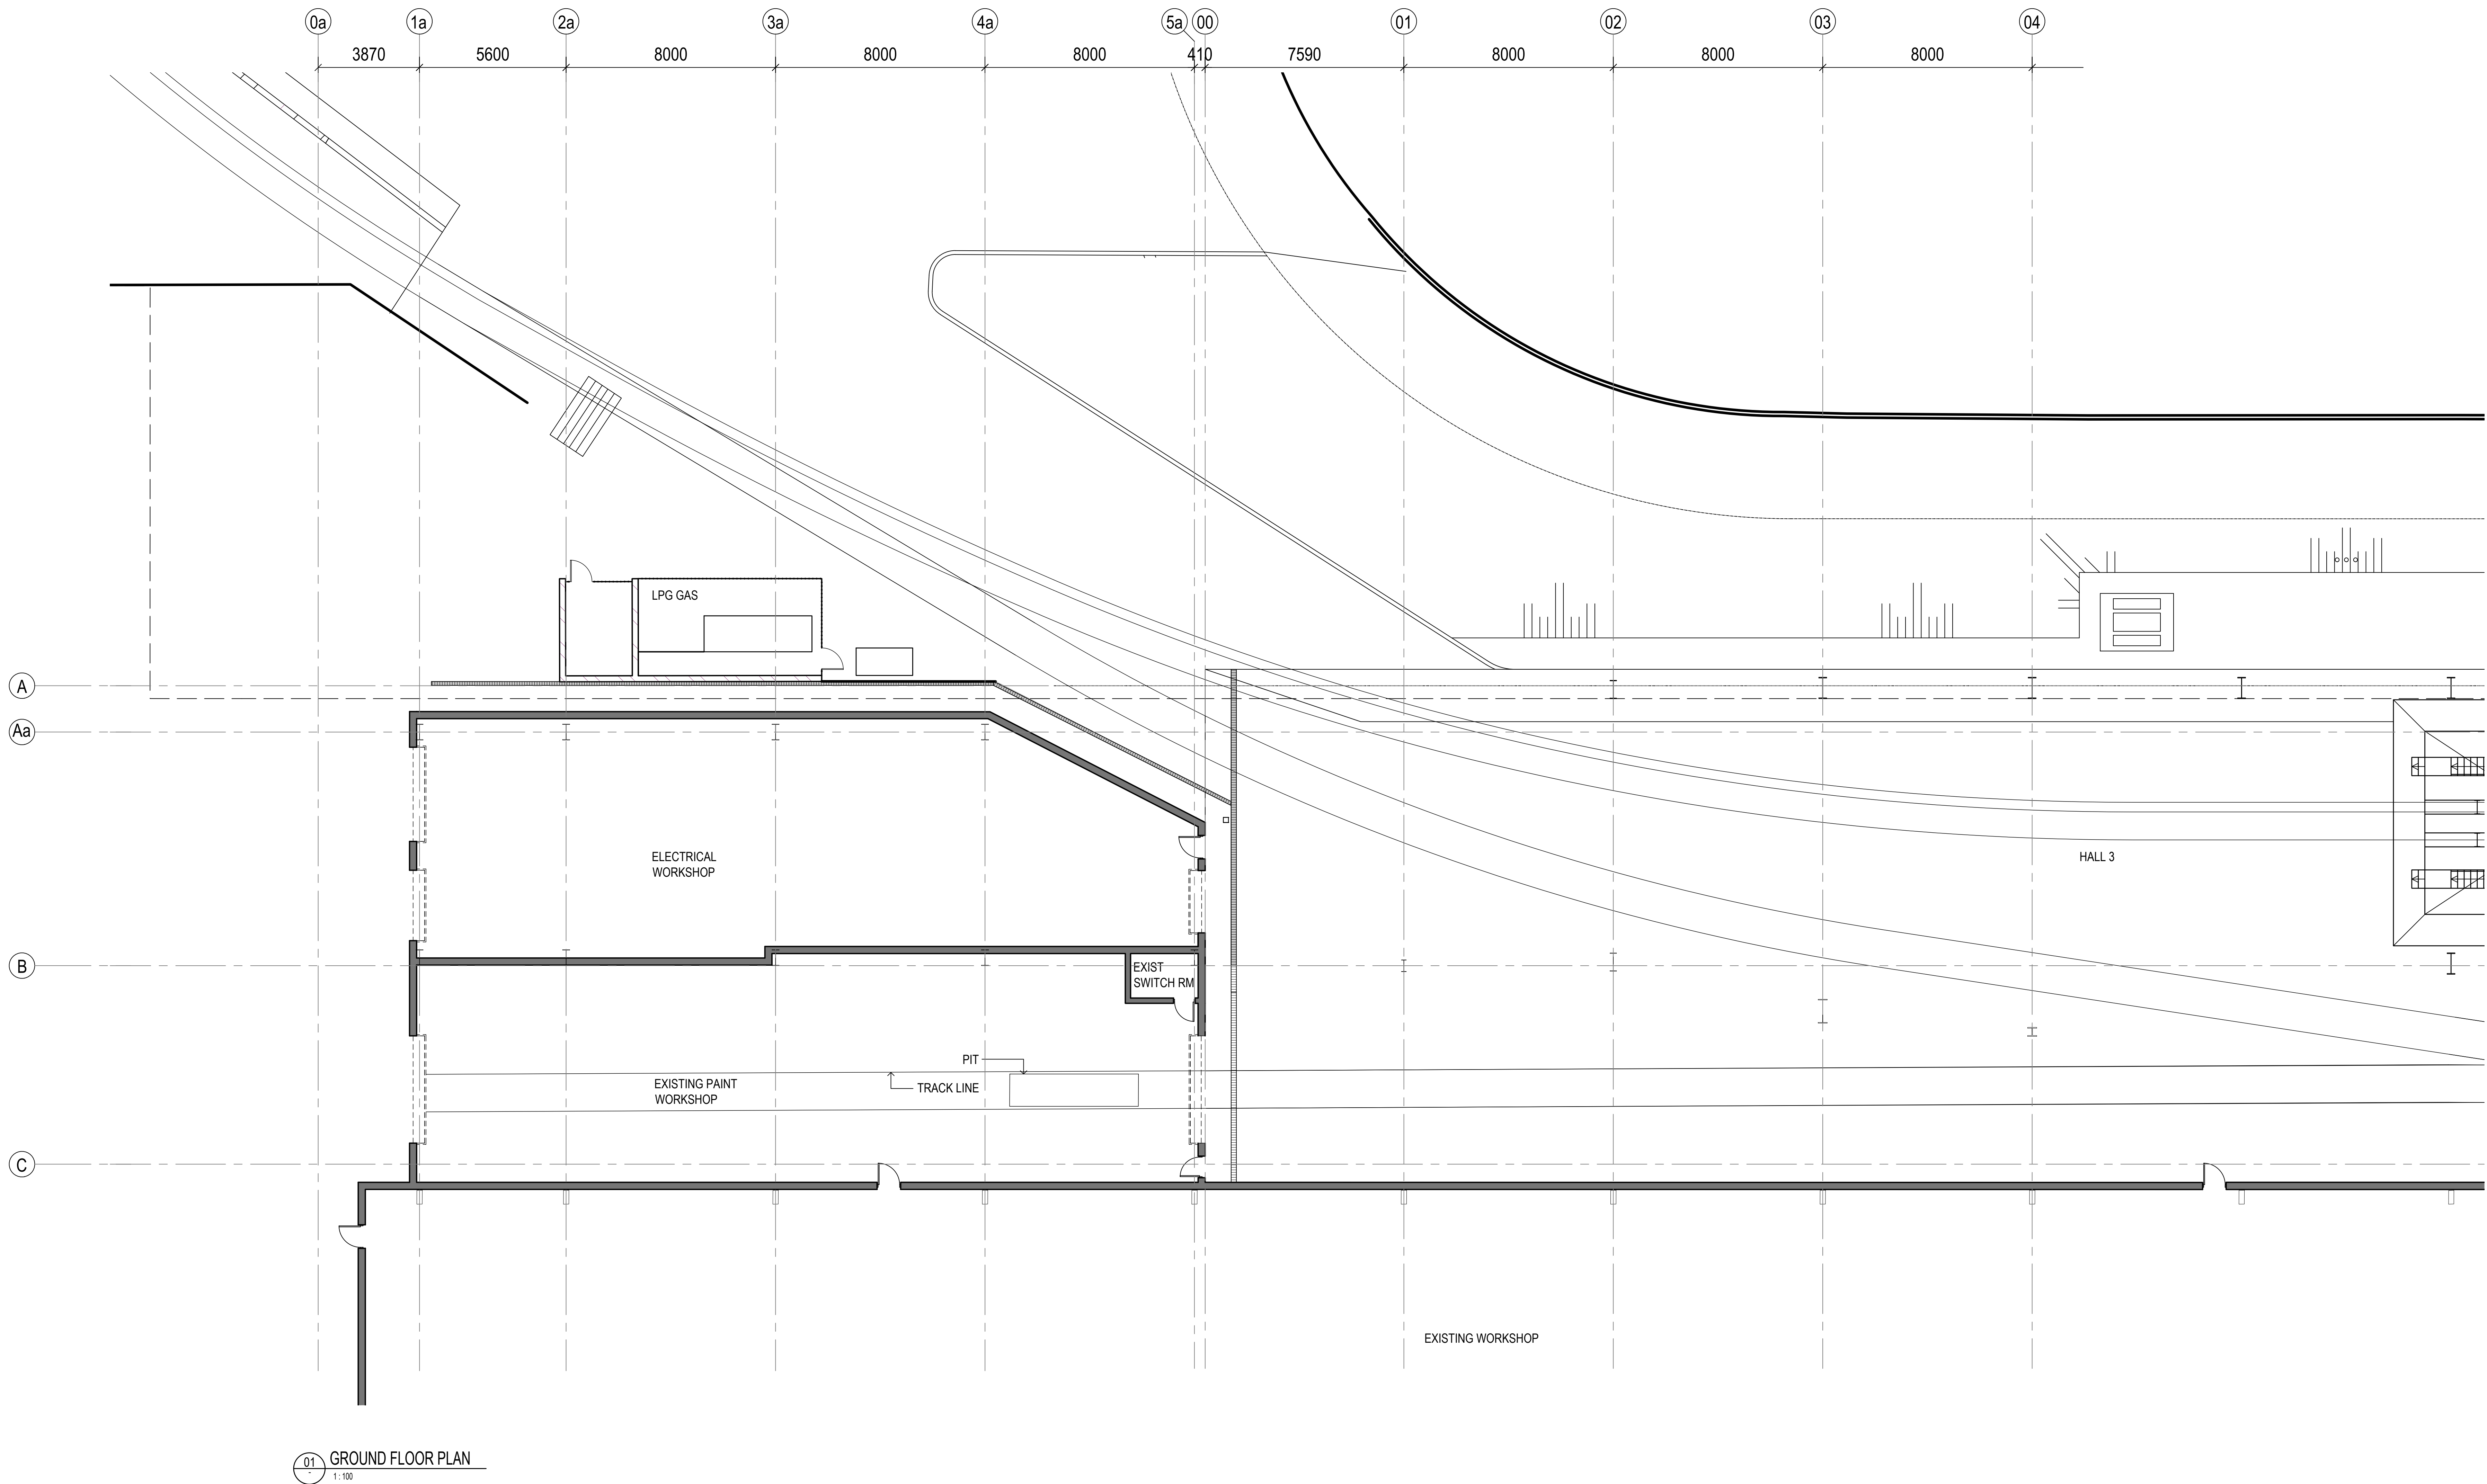 0a 1a 2a 3a 4a 5a 00 01 02 03 04
3870 5600 8000 8000 8000 410 7590 8000 8000 8000
LPG GAS
A
Aa
ELECTRICAL
WORKSHOP
HALL 3
B
EXIST
SWITCH RM
PIT
TRACK LINE
EXISTING PAINT
WORKSHOP
C
EXISTING WORKSHOP
01
-
GROUND FLOOR PLAN
1 : 100